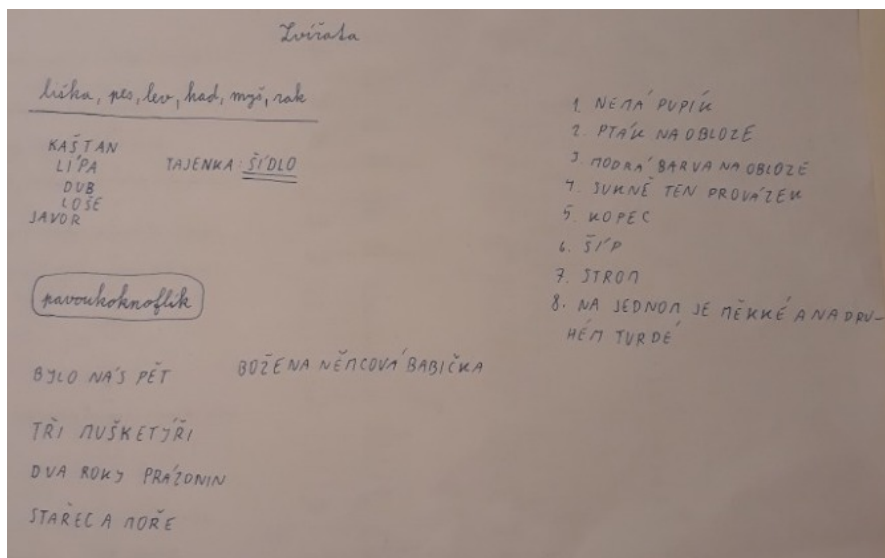 Zvířata
liška, pes, lev, had, myš, rak
KAŠTAN
LÍPA
DUB
LOŠE
JAVOR
TAJENKA: ŠÍDLO
pavoukoknoflík
BYLO NÁS PĚT
BOŽENA NĚMCOVÁ BABIČKA
TŘI MUŠKETÝŘI
DVA ROKY PRÁZDNIN
STAŘEC A MOŘE
1. NEMÁ PUPÍK
2. PTÁK NA OBLOZE
3. MODRÁ BARVA NA OBLOZE
4. SUKNĚ TEN PROVÁZEK
5. KOPEC
6. ŠÍP
7. STROM
8. NA JEDNOM JE MĚKKÉ A NA DRU-
HÉM TVRDÉ